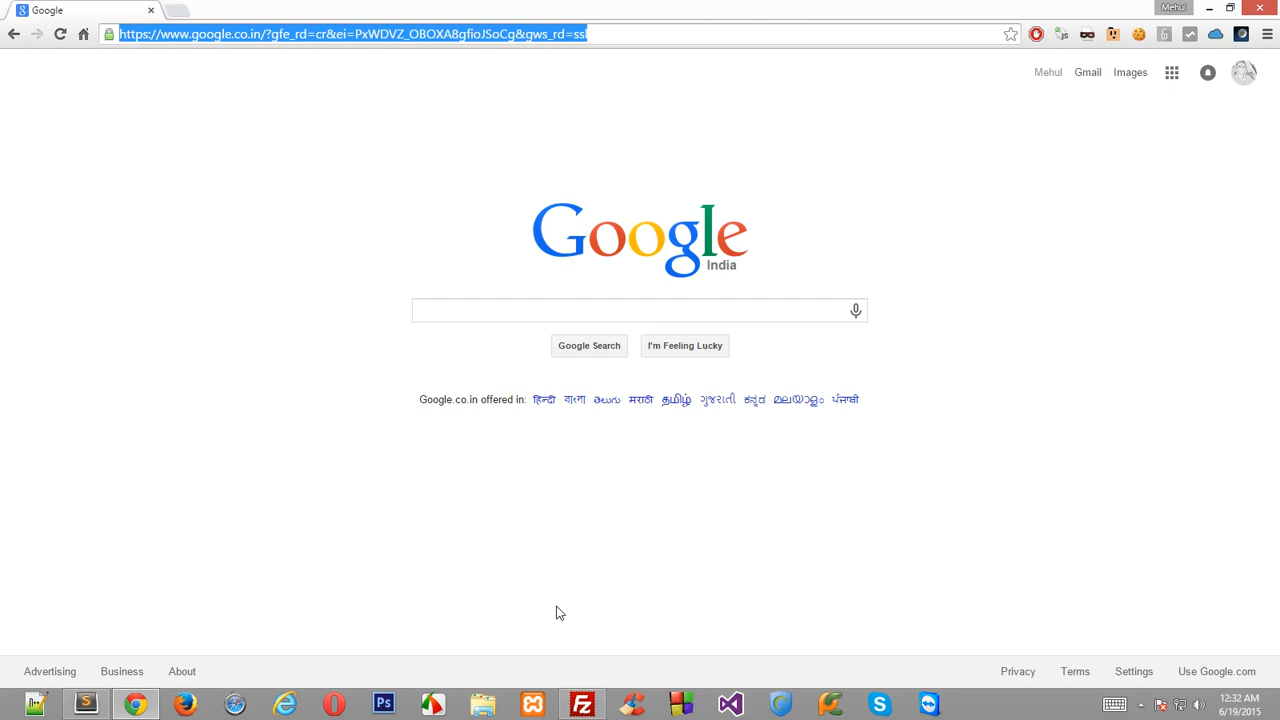 Google
Mehul
https://www.google.co.in/?gfe_rd=cr&ei=PxWDVZ_OBOXA8gfioJSoCg&gws_rd=ssl
Mehul Gmail Images
Google
India
Google Search I'm Feeling Lucky
Google.co.in offered in: हिन्दी বাংলা తెలుగు मराठी தமிழ் ગુજરાતી ಕನ್ನಡ മലയാളം ਪੰਜਾਬੀ
Advertising Business About Privacy Terms Settings Use Google.com
12:32 AM
6/19/2015